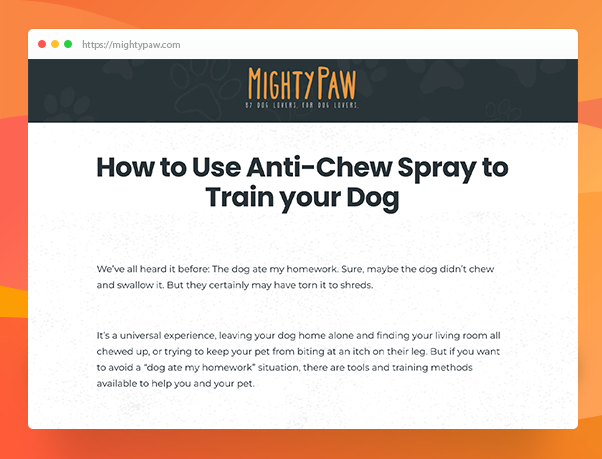 https://mightypaw.com
MIGHTYPAW
BY DOG LOVERS, FOR DOG LOVERS.
How to Use Anti-Chew Spray to
Train your Dog
We’ve all heard it before: The dog ate my homework. Sure, maybe the dog didn’t chew
and swallow it. But they certainly may have torn it to shreds.
It’s a universal experience, leaving your dog home alone and finding your living room all
chewed up, or trying to keep your pet from biting at an itch on their leg. But if you want
to avoid a “dog ate my homework” situation, there are tools and training methods
available to help you and your pet.